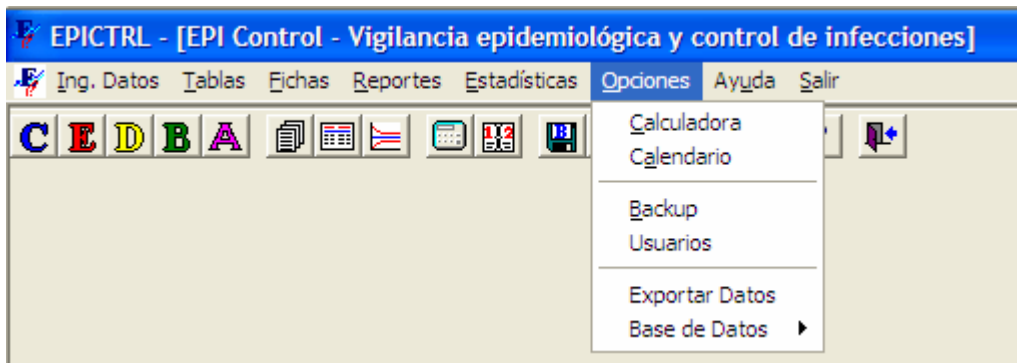 EPICTRL - [EPI Control - Vigilancia epidemiológica y control de infecciones]
Ing. Datos Tablas Fichas Reportes Estadísticas Opciones Ayuda Salir
C E D B A
Calculadora
Calendario
Backup
Usuarios
Exportar Datos
Base de Datos